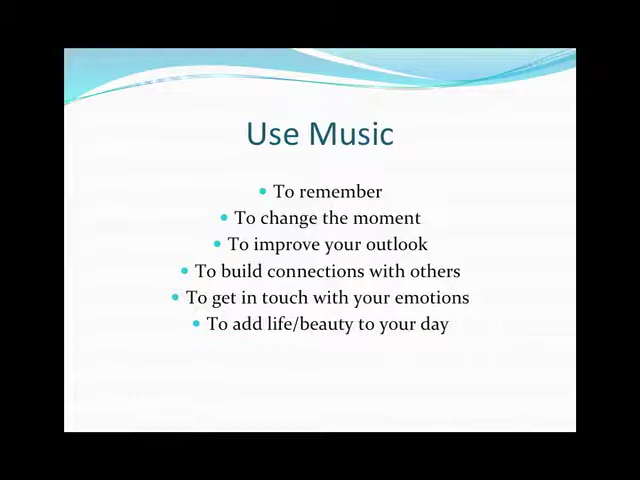 Use Music
• To remember
• To change the moment
• To improve your outlook
• To build connections with others
• To get in touch with your emotions
• To add life/beauty to your day